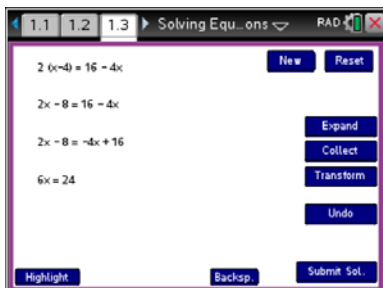 1.1 1.2 1.3 Solving Equ...ons RAD
New Reset
2 (x-4) = 16 - 4x
2x - 8 = 16 - 4x
Expand
2x - 8 = -4x + 16
Collect
Transform
6x = 24
Undo
Highlight Backsp. Submit Sol.